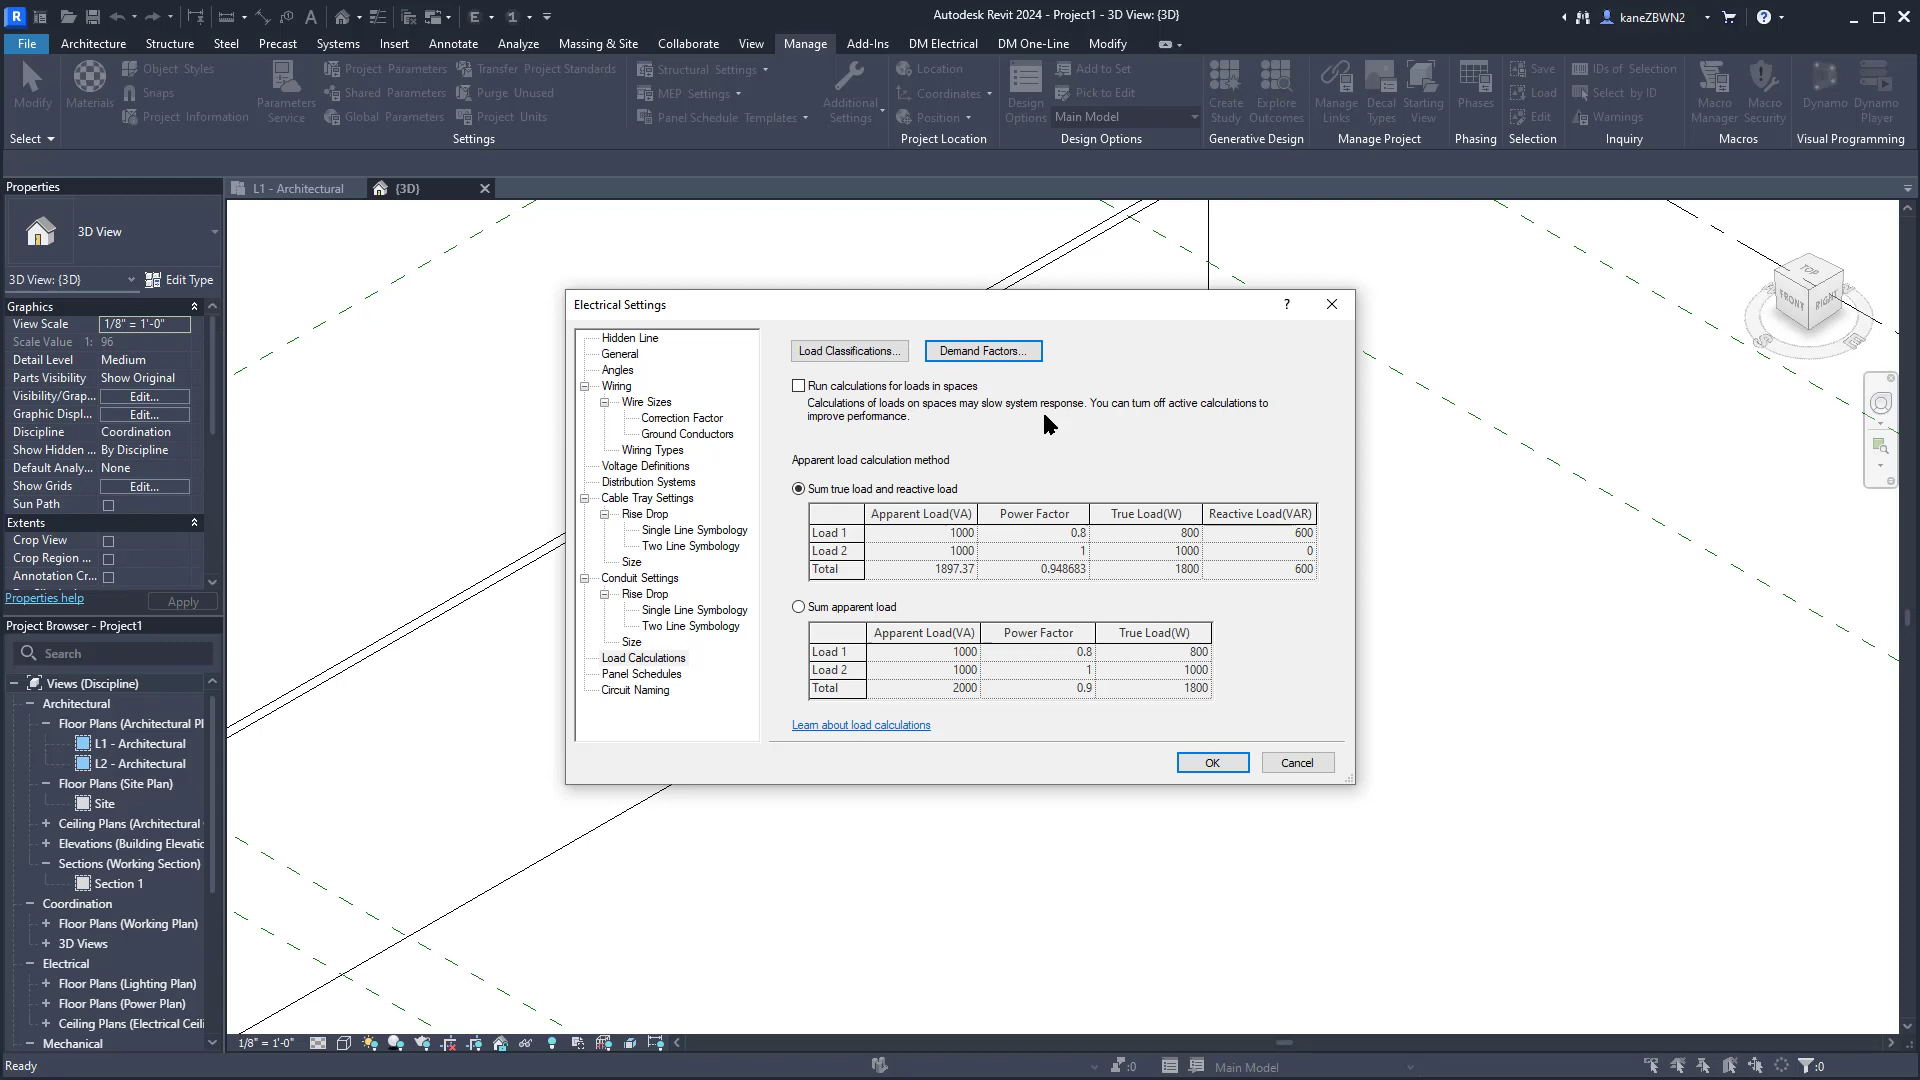 Autodesk Revit 2024 - Project1 - 3D View: {3D}
kaneZBWN2
File Architecture Structure Steel Precast Systems Insert Annotate Analyze Massing & Site Collaborate View Manage Add-Ins DM Electrical DM One-Line Modify
Modify
Materials
Object Styles
Snaps
Project Information
Parameters
Service
Project Parameters
Shared Parameters
Global Parameters
Transfer Project Standards
Purge Unused
Project Units
Structural Settings
MEP Settings
Panel Schedule Templates
Additional
Settings
Location
Coordinates
Position
Design
Options
Add to Set
Pick to Edit
Main Model
Create
Study
Explore
Outcomes
Manage
Links
Decal
Types
Starting
View
Phases
Save
Load
Edit
IDs of Selection
Select by ID
Warnings
Macro
Manager
Macro
Security
Dynamo
Dynamo
Player
Select Settings Project Location Design Options Generative Design Manage Project Phasing Selection Inquiry Macros Visual Programming
Properties
L1 - Architectural
{3D}
3D View
3D View: {3D} Edit Type
Graphics
View Scale 1/8" = 1'-0"
Scale Value 1: 96
Detail Level Medium
Parts Visibility Show Original
Visibility/Grap... Edit...
Graphic Displ... Edit...
Discipline Coordination
Show Hidden ... By Discipline
Default Analy... None
Show Grids Edit...
Sun Path
Extents
Crop View
Crop Region ...
Annotation Cr...
Properties help Apply
Project Browser - Project1
Search
Views (Discipline)
Architectural
Floor Plans (Architectural Pl
L1 - Architectural
L2 - Architectural
Floor Plans (Site Plan)
Site
Ceiling Plans (Architectural
Elevations (Building Elevatic
Sections (Working Section)
Section 1
Coordination
Floor Plans (Working Plan)
3D Views
Electrical
Floor Plans (Lighting Plan)
Floor Plans (Power Plan)
Ceiling Plans (Electrical Ceili
Mechanical
Electrical Settings
Hidden Line
General
Angles
Wiring
Wire Sizes
Correction Factor
Ground Conductors
Wiring Types
Voltage Definitions
Distribution Systems
Cable Tray Settings
Rise Drop
Single Line Symbology
Two Line Symbology
Size
Conduit Settings
Rise Drop
Single Line Symbology
Two Line Symbology
Size
Load Calculations
Panel Schedules
Circuit Naming
Load Classifications... Demand Factors...
Run calculations for loads in spaces
Calculations of loads on spaces may slow system response. You can turn off active calculations to
improve performance.
Apparent load calculation method
Sum true load and reactive load
Apparent Load(VA) Power Factor True Load(W) Reactive Load(VAR)
Load 1 1000 0.8 800 600
Load 2 1000 1 1000 0
Total 1897.37 0.948683 1800 600
Sum apparent load
Apparent Load(VA) Power Factor True Load(W)
Load 1 1000 0.8 800
Load 2 1000 1 1000
Total 2000 0.9 1800
Learn about load calculations
OK Cancel
TOP
FRONT
RIGHT
1/8" = 1'-0"
Ready
:0
Main Model
:0